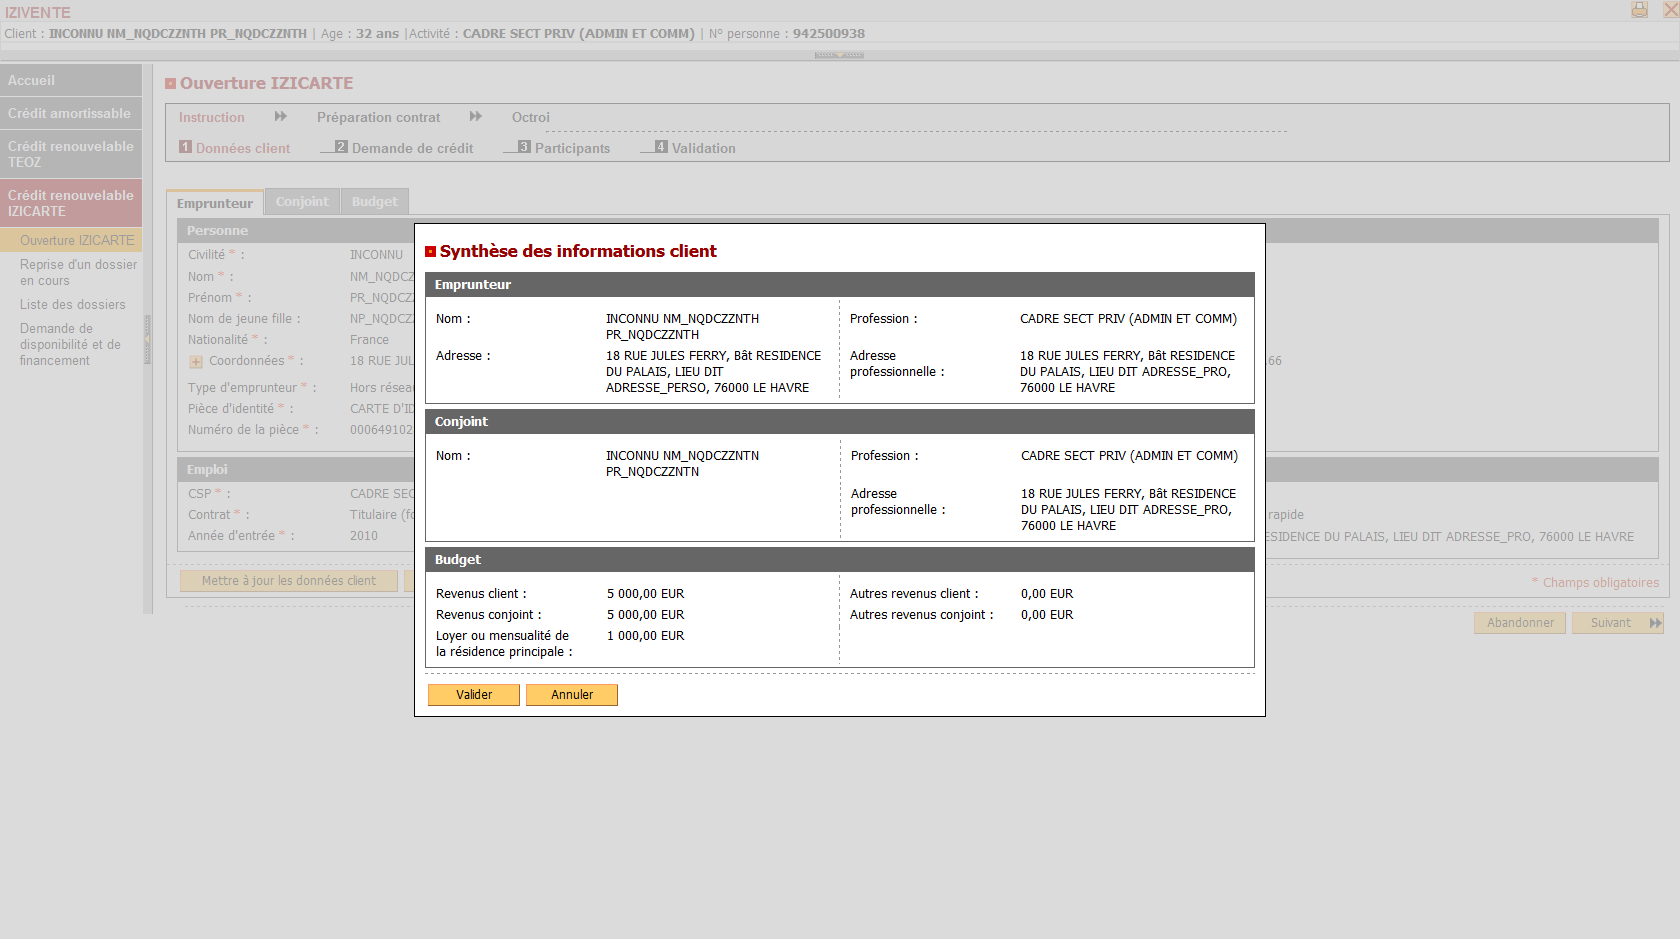 IZIVENTE
Client : INCONNU NM_NQDCZZNTH PR_NQDCZZNTH | Age : 32 ans |Activité : CADRE SECT PRIV (ADMIN ET COMM) | N° personne : 942500938
Accueil
Crédit amortissable
Crédit renouvelable
TEOZ
Crédit renouvelable
IZICARTE
Ouverture IZICARTE
Reprise d'un dossier
en cours
Liste des dossiers
Demande de
disponibilité et de
financement
Ouverture IZICARTE
Instruction Préparation contrat Octroi
1 Données client 2 Demande de crédit 3 Participants 4 Validation
Emprunteur Conjoint Budget
Personne
Civilité * : INCONNU
Nom * : NM_NQDCZ
Prénom * : PR_NQDCZ
Nom de jeune fille : NP_NQDCZ
Nationalité * : France
Coordonnées * : 18 RUE JUL 66
Type d'emprunteur * : Hors résea
Pièce d'identité * : CARTE D'ID
Numéro de la pièce * : 000649102
Emploi
CSP * : CADRE SEC
Contrat * : Titulaire (fo rapide
Année d'entrée * : 2010 ESIDENCE DU PALAIS, LIEU DIT ADRESSE_PRO, 76000 LE HAVRE
Mettre à jour les données client
* Champs obligatoires
Abandonner Suivant
Synthèse des informations client
Emprunteur
Nom : INCONNU NM_NQDCZZNTH
PR_NQDCZZNTH
Profession : CADRE SECT PRIV (ADMIN ET COMM)
Adresse : 18 RUE JULES FERRY, Bât RESIDENCE
DU PALAIS, LIEU DIT
ADRESSE_PERSO, 76000 LE HAVRE
Adresse
professionnelle :
18 RUE JULES FERRY, Bât RESIDENCE
DU PALAIS, LIEU DIT ADRESSE_PRO,
76000 LE HAVRE
Conjoint
Nom : INCONNU NM_NQDCZZNTN
PR_NQDCZZNTN
Profession : CADRE SECT PRIV (ADMIN ET COMM)
Adresse
professionnelle :
18 RUE JULES FERRY, Bât RESIDENCE
DU PALAIS, LIEU DIT ADRESSE_PRO,
76000 LE HAVRE
Budget
Revenus client : 5 000,00 EUR Autres revenus client : 0,00 EUR
Revenus conjoint : 5 000,00 EUR Autres revenus conjoint : 0,00 EUR
Loyer ou mensualité de
la résidence principale :
1 000,00 EUR
Valider Annuler